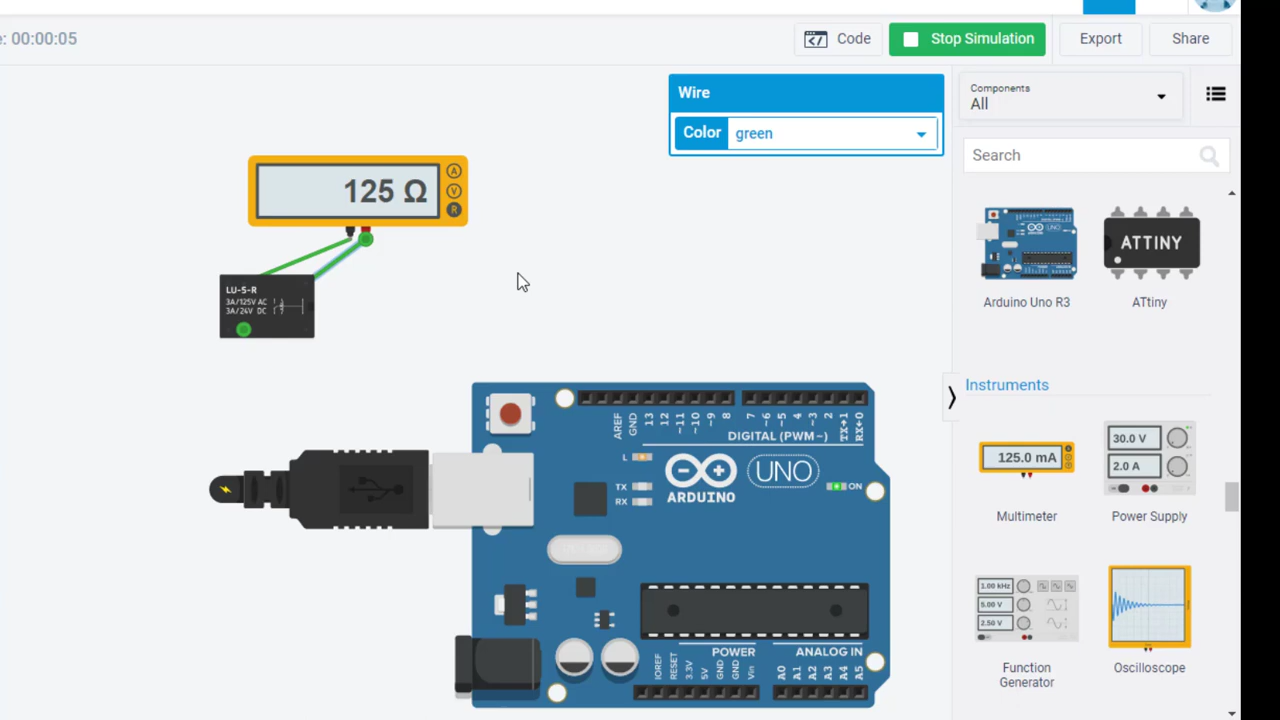 e: 00:00:05
Code
Stop Simulation
Export
Share
Wire
Color
green
Components
All
Search
125 Ω
A
V
R
LU-5-R
3A/125V AC
3A/24V DC
Arduino Uno R3
ATTINY
ATtiny
Instruments
125.0 mA
Multimeter
30.0 V
2.0 A
Power Supply
1.00 kHz
5.00 V
2.50 V
Function
Generator
Oscilloscope
AREF
GND
13
12
~11
~10
~9
8
7
~6
~5
4
~3
2
TX→1
RX←0
DIGITAL (PWM~)
L
TX
RX
ARDUINO
UNO
ON
POWER
ANALOG IN
IOREF
RESET
3.3V
5V
GND
GND
Vin
A0
A1
A2
A3
A4
A5